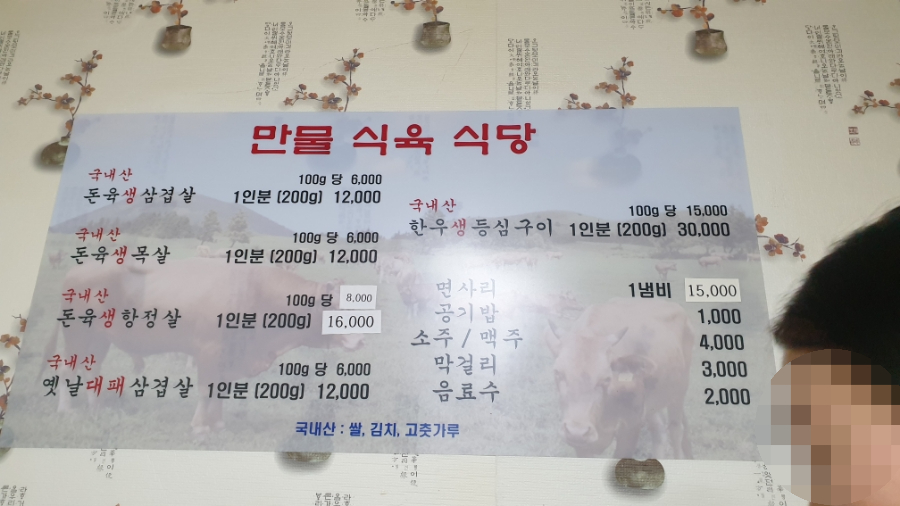 만물 식육 식당
국내산
100g 당 6,000
돈육생삼겹살 1인분 (200g) 12,000
국내산
100g 당 6,000
돈육생목살 1인분 (200g) 12,000
국내산
100g 당 8,000
돈육생항정살 1인분 (200g) 16,000
국내산
100g 당 6,000
옛날대패삼겹살 1인분 (200g) 12,000
국내산
100g 당 15,000
한우생등심구이 1인분 (200g) 30,000
면사리 1냄비 15,000
공기밥 1,000
소주 / 맥주 4,000
막걸리 3,000
음료수 2,000
국내산 : 쌀, 김치, 고춧가루